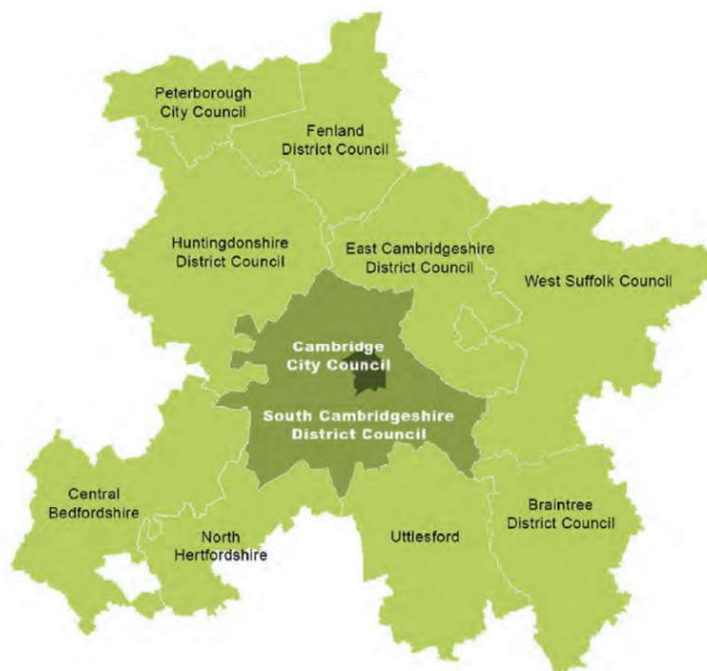 Peterborough
City Council
Fenland
District Council
Huntingdonshire
District Council
East Cambridgeshire
District Council
West Suffolk Council
Cambridge
City Council
South Cambridgeshire
District Council
Central
Bedfordshire
North
Hertfordshire
Uttlesford
Braintree
District Council